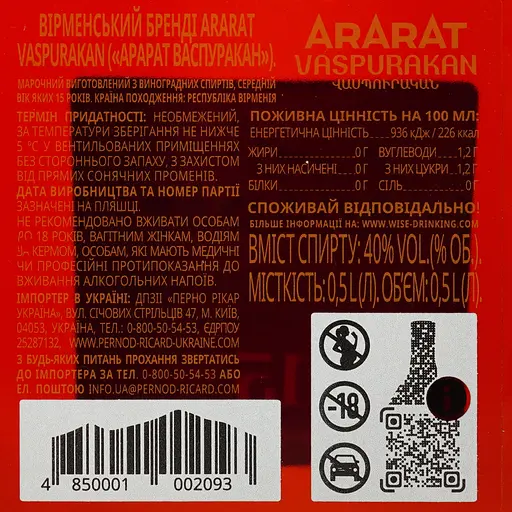 ВІРМЕНСЬКИЙ БРЕНДІ ARARAT
VASPURAKAN («АРАРАТ ВАСПУРАКАН»).
МАРОЧНИЙ ВИГОТОВЛЕНИЙ З ВИНОГРАДНИХ СПИРТІВ, СЕРЕДНІЙ
ВІК ЯКИХ 15 РОКІВ. КРАЇНА ПОХОДЖЕННЯ: РЕСПУБЛІКА ВІРМЕНІЯ
ТЕРМІН ПРИДАТНОСТІ: НЕОБМЕЖЕНИЙ,
ЗА ТЕМПЕРАТУРИ ЗБЕРІГАННЯ НЕ НИЖЧЕ
5 °С У ВЕНТИЛЬОВАНИХ ПРИМІЩЕННЯХ
БЕЗ СТОРОННЬОГО ЗАПАХУ, З ЗАХИСТОМ
ВІД ПРЯМИХ СОНЯЧНИХ ПРОМЕНІВ.
ДАТА ВИРОБНИЦТВА ТА НОМЕР ПАРТІЇ
ЗАЗНАЧЕНІ НА ПЛЯШЦІ.
НЕ РЕКОМЕНДОВАНО ВЖИВАТИ ОСОБАМ
ДО 18 РОКІВ, ВАГІТНИМ ЖІНКАМ, ВОДІЯМ
ЗА КЕРМОМ, ОСОБАМ, ЯКІ МАЮТЬ МЕДИЧНІ
ЧИ ПРОФЕСІЙНІ ПРОТИПОКАЗАННЯ ДО
ВЖИВАННЯ АЛКОГОЛЬНИХ НАПОЇВ.
ІМПОРТЕР В УКРАЇНІ: ДПЗІІ «ПЕРНО РІКАР
УКРАЇНА», ВУЛ. СІЧОВИХ СТРІЛЬЦІВ 47, М. КИЇВ,
04053, УКРАЇНА, ТЕЛ.: 0-800-50-54-53, ЄДРПОУ
25287132. WWW.PERNOD-RICARD-UKRAINE.COM
З БУДЬ-ЯКИХ ПИТАНЬ ПРОХАННЯ ЗВЕРТАТИСЬ
ДО ІМПОРТЕРА ЗА ТЕЛ. 0-800-50-54-53 АБО
ЕЛ. ПОШТОЮ INFO.UA@PERNOD-RICARD.COM
4 850001 002093
ARARAT
VASPURAKAN
ՎԱՍՊՈՒՐԱԿԱՆ
ПОЖИВНА ЦІННІСТЬ НА 100 МЛ:
ЕНЕРГЕТИЧНА ЦІННІСТЬ 936 кДж / 226 ккал
ЖИРИ 0 Г ВУГЛЕВОДИ 1,2 Г
З НИХ НАСИЧЕНІ 0 Г З НИХ ЦУКРИ 1,2 Г
БІЛКИ 0 Г СІЛЬ 0 Г
СПОЖИВАЙ ВІДПОВІДАЛЬНО!
БІЛЬШЕ ІНФОРМАЦІЇ НА: WWW.WISE-DRINKING.COM
ВМІСТ СПИРТУ: 40% VOL.(% ОБ.).
МІСТКІСТЬ: 0,5 L (Л). ОБ'ЄМ: 0,5 L (Л).
-18